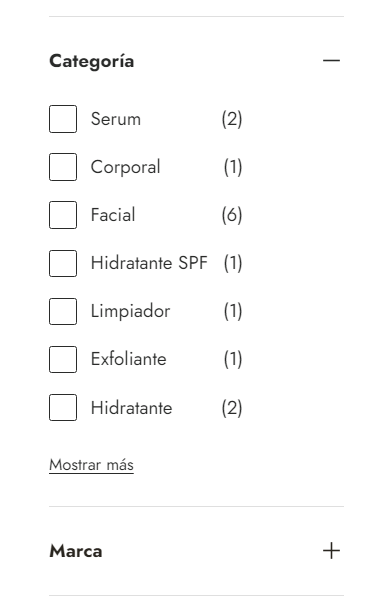 Categoría
Serum (2)
Corporal (1)
Facial (6)
Hidratante SPF (1)
Limpiador (1)
Exfoliante (1)
Hidratante (2)
Mostrar más
Marca